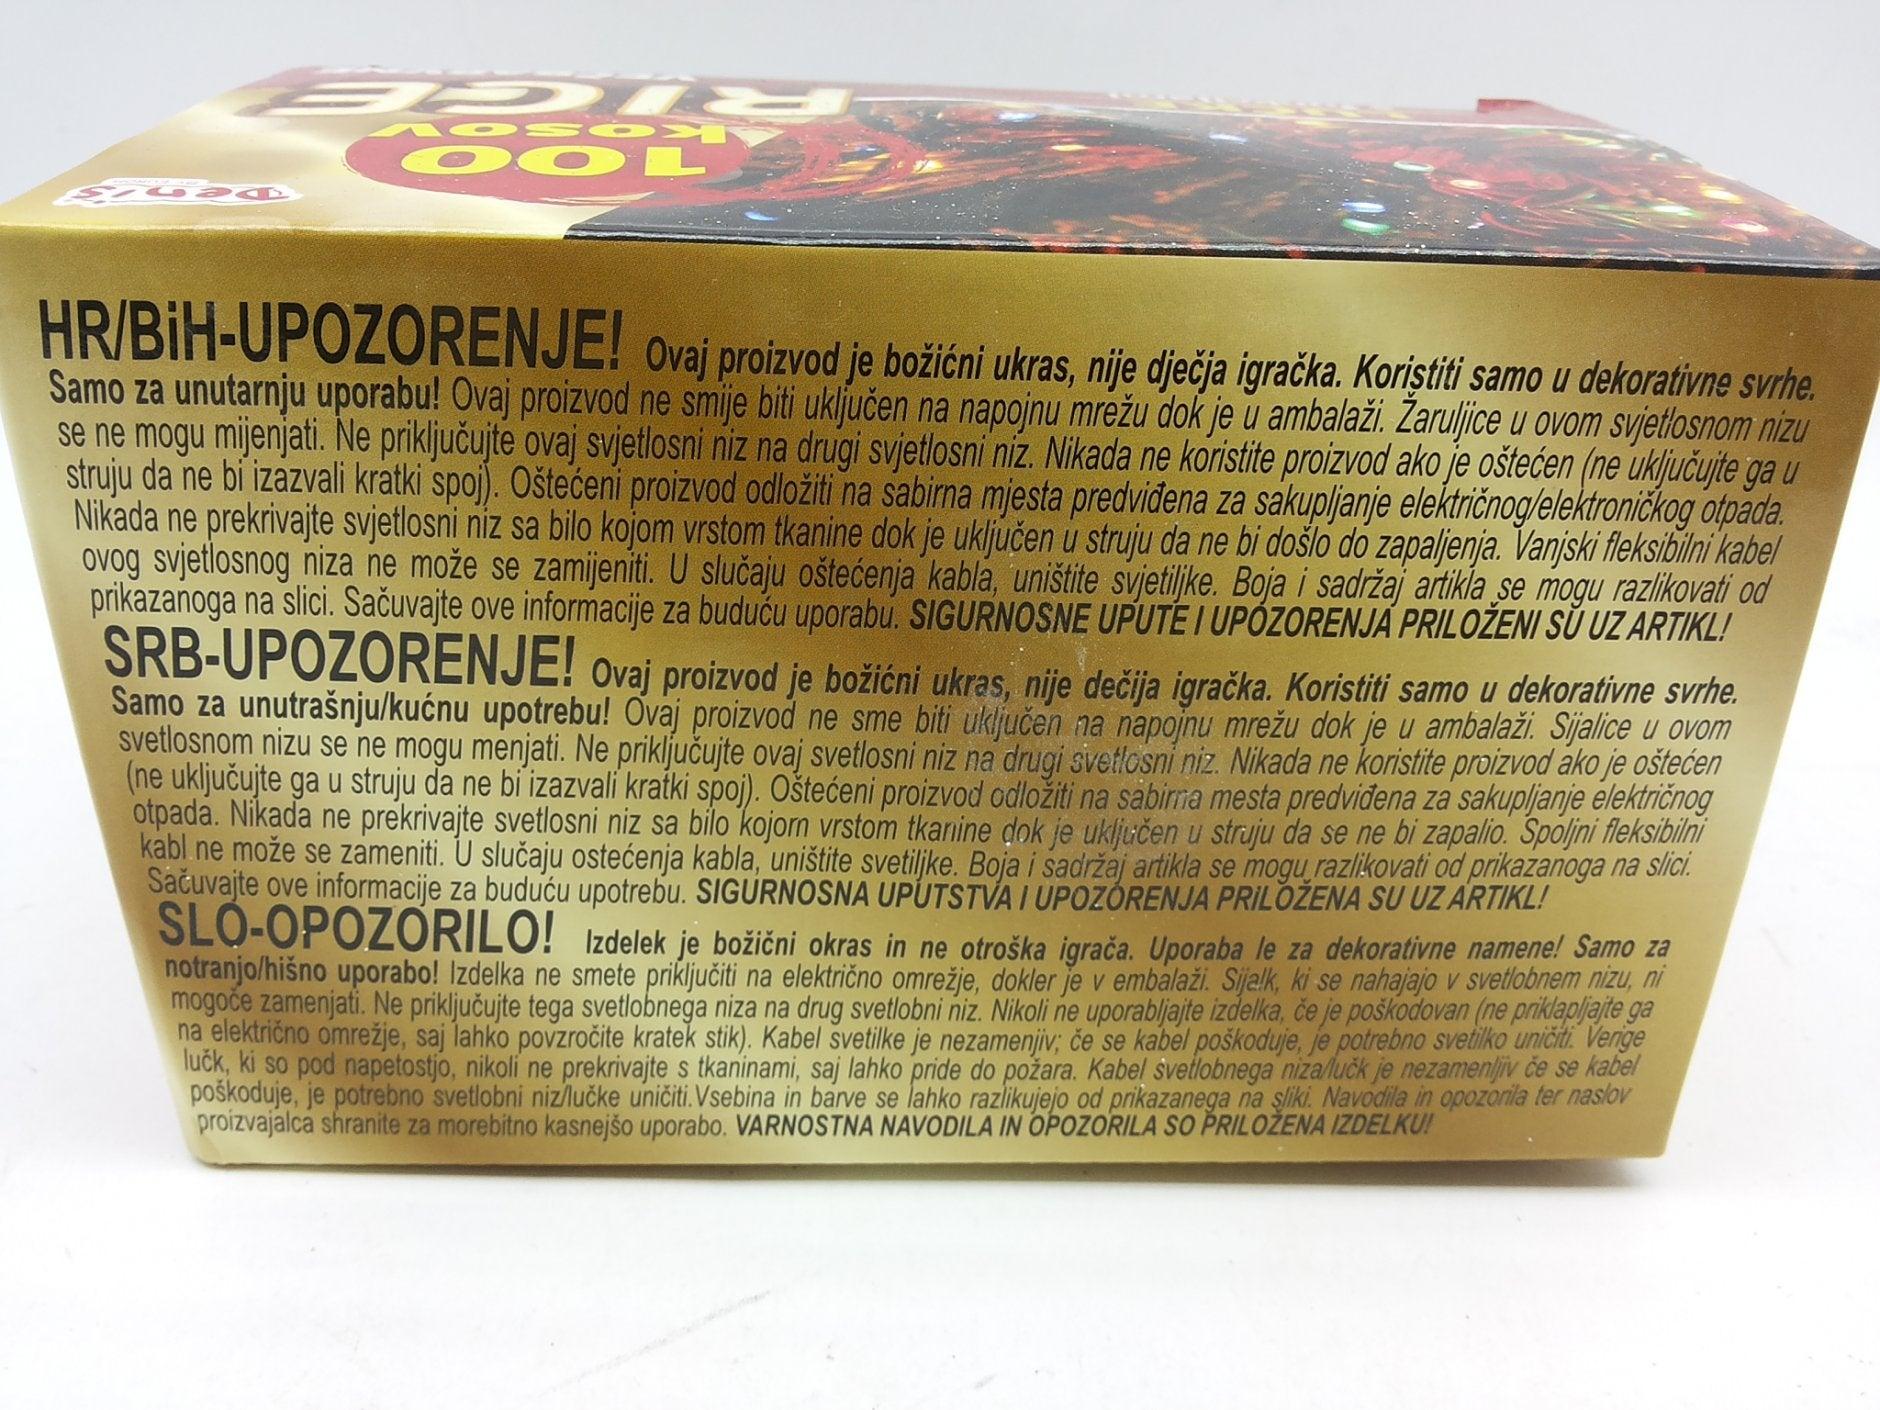 RICE
100
kosov
Denis
HR/BiH-UPOZORENJE! Ovaj proizvod je božićni ukras, nije dječja igračka. Koristiti samo u dekorativne svrhe.
Samo za unutarnju uporabu! Ovaj proizvod ne smije biti uključen na napojnu mrežu dok je u ambalaži. Žaruljice u ovom svjetlosnom nizu
se ne mogu mijenjati. Ne priključujte ovaj svjetlosni niz na drugi svjetlosni niz. Nikada ne koristite proizvod ako je oštećen (ne uključujte ga u
struju da ne bi izazvali kratki spoj). Oštećeni proizvod odložiti na sabirna mjesta predviđena za sakupljanje električnog/elektroničkog otpada.
Nikada ne prekrivajte svjetlosni niz sa bilo kojom vrstom tkanine dok je uključen u struju da ne bi došlo do zapaljenja. Vanjski fleksibilni kabel
ovog svjetlosnog niza ne može se zamijeniti. U slučaju oštećenja kabla, uništite svjetiljke. Boja i sadržaj artikla se mogu razlikovati od
prikazanoga na slici. Sačuvajte ove informacije za buduću uporabu. SIGURNOSNE UPUTE I UPOZORENJA PRILOŽENI SU UZ ARTIKL!
SRB-UPOZORENJE! Ovaj proizvod je božićni ukras, nije dečija igračka. Koristiti samo u dekorativne svrhe.
Samo za unutrašnju/kućnu upotrebu! Ovaj proizvod ne sme biti uključen na napojnu mrežu dok je u ambalaži. Sijalice u ovom
svetlosnom nizu se ne mogu menjati. Ne priključujte ovaj svetlosni niz na drugi svetlosni niz. Nikada ne koristite proizvod ako je oštećen
(ne uključujte ga u struju da ne bi izazvali kratki spoj). Oštećeni proizvod odložiti na sabirna mesta predviđena za sakupljanje električnog
otpada. Nikada ne prekrivajte svetlosni niz sa bilo kojom vrstom tkanine dok je uključen u struju da se ne bi zapalio. Spoljni fleksibilni
kabl ne može se zameniti. U slučaju ostećenja kabla, uništite svetiljke. Boja i sadržaj artikla se mogu razlikovati od prikazanoga na slici.
Sačuvajte ove informacije za buduću upotrebu. SIGURNOSNA UPUTSTVA I UPOZORENJA PRILOŽENA SU UZ ARTIKL!
SLO-OPOZORILO! Izdelek je božični okras in ne otroška igrača. Uporaba le za dekorativne namene! Samo za
notranjo/hišno uporabo! Izdelka ne smete priključiti na električno omrežje, dokler je v embalaži. Sijalk, ki se nahajajo v svetlobnem nizu, ni
mogoče zamenjati. Ne priključujte tega svetlobnega niza na drug svetlobni niz. Nikoli ne uporabljajte izdelka, če je poškodovan (ne priklapljajte ga
na električno omrežje, saj lahko povzročite kratek stik). Kabel svetilke je nezamenjiv; če se kabel poškoduje, je potrebno svetilko uničiti. Verige
lučk, ki so pod napetostjo, nikoli ne prekrivajte s tkaninami, saj lahko pride do požara. Kabel svetlobnega niza/lučk je nezamenljiv če se kabel
poškoduje, je potrebno svetlobni niz/lučke uničiti. Vsebina in barve se lahko razlikujejo od prikazanega na sliki. Navodila in opozorila ter naslov
proizvajalca shranite za morebitno kasnejšo uporabo. VARNOSTNA NAVODILA IN OPOZORILA SO PRILOŽENA IZDELKU!